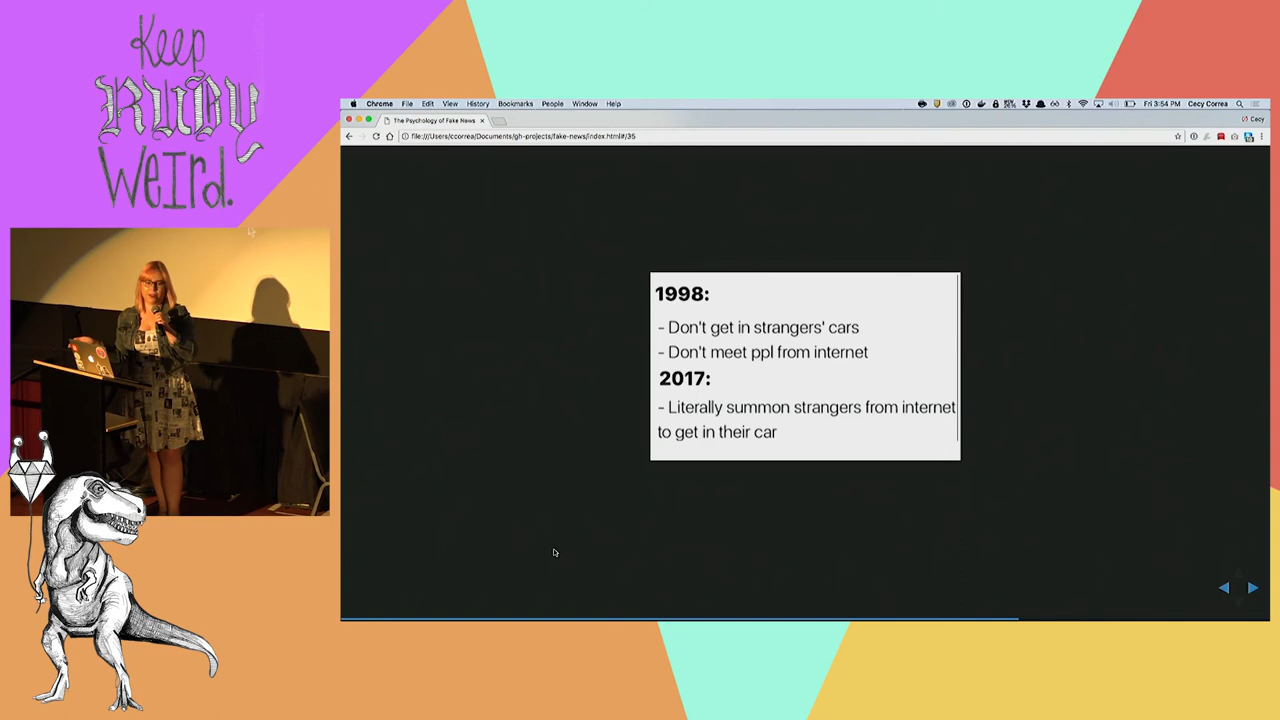 Keep
RUBY
WeIrd.
Chrome File Edit View History Bookmarks People Window Help
Fri 3:54 PM Cecy Correa
The Psychology of Fake News
Cecy
file:///Users/ccorrea/Documents/gh-projects/fake-news/index.html#/35
1998:
- Don't get in strangers' cars
- Don't meet ppl from internet
2017:
- Literally summon strangers from internet
to get in their car